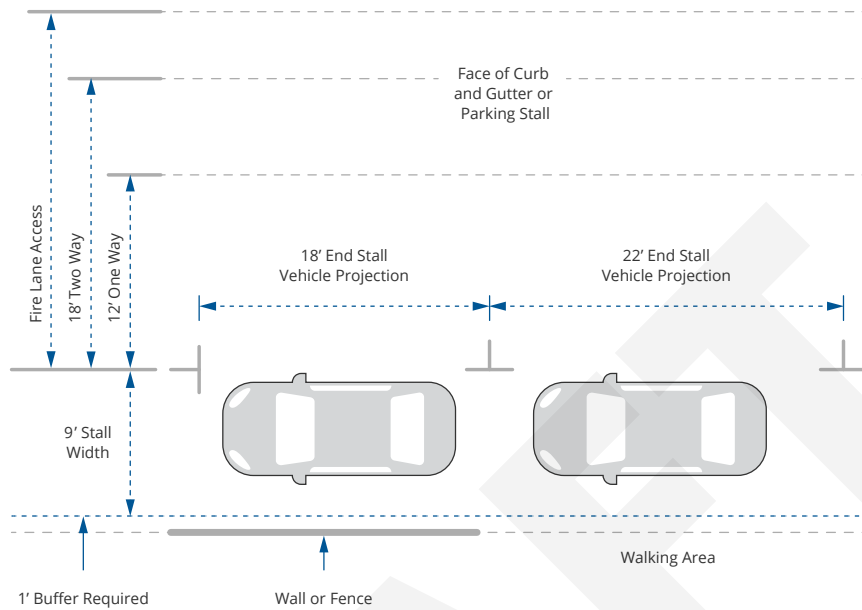 Face of Curb
and Gutter or
Parking Stall
Fire Lane Access
18' Two Way
12' One Way
18' End Stall
Vehicle Projection
22' End Stall
Vehicle Projection
9' Stall
Width
Walking Area
1' Buffer Required
Wall or Fence